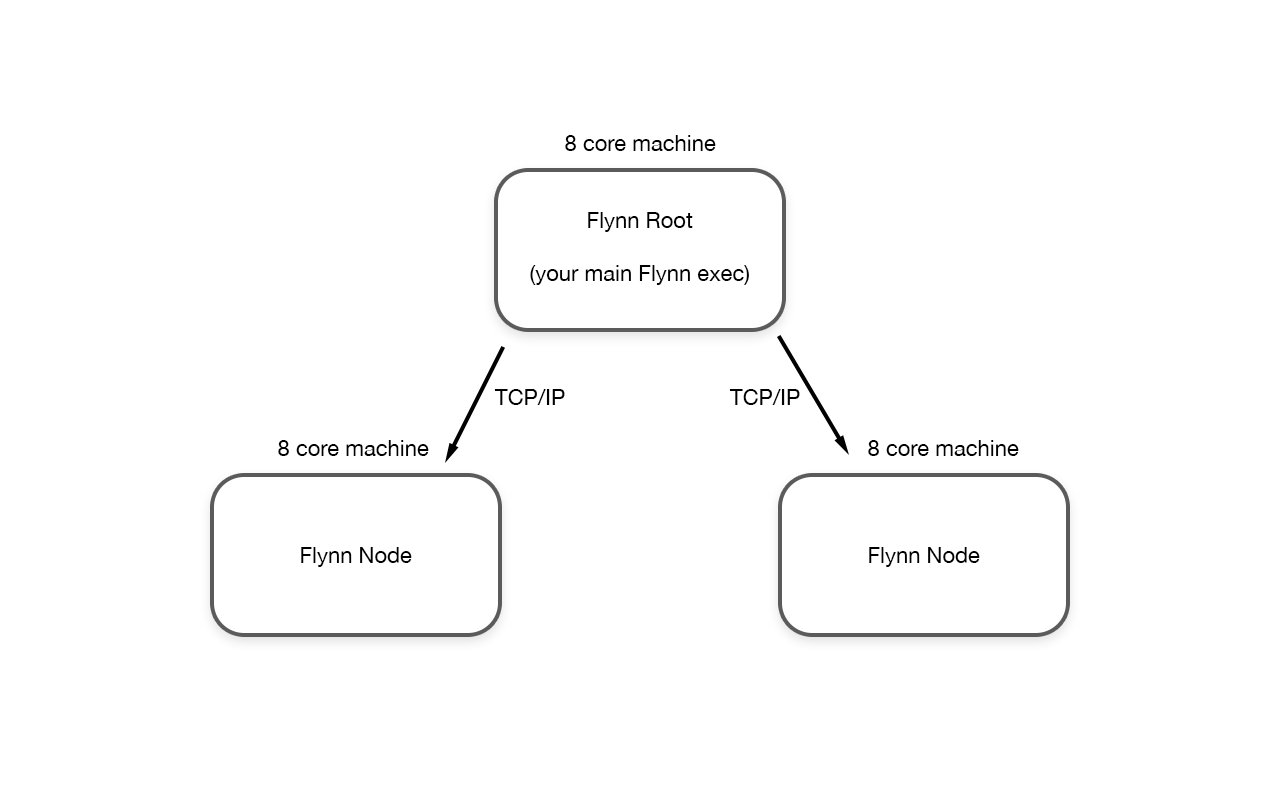 8 core machine
Flynn Root
(your main Flynn exec)
TCP/IP
TCP/IP
8 core machine
8 core machine
Flynn Node
Flynn Node